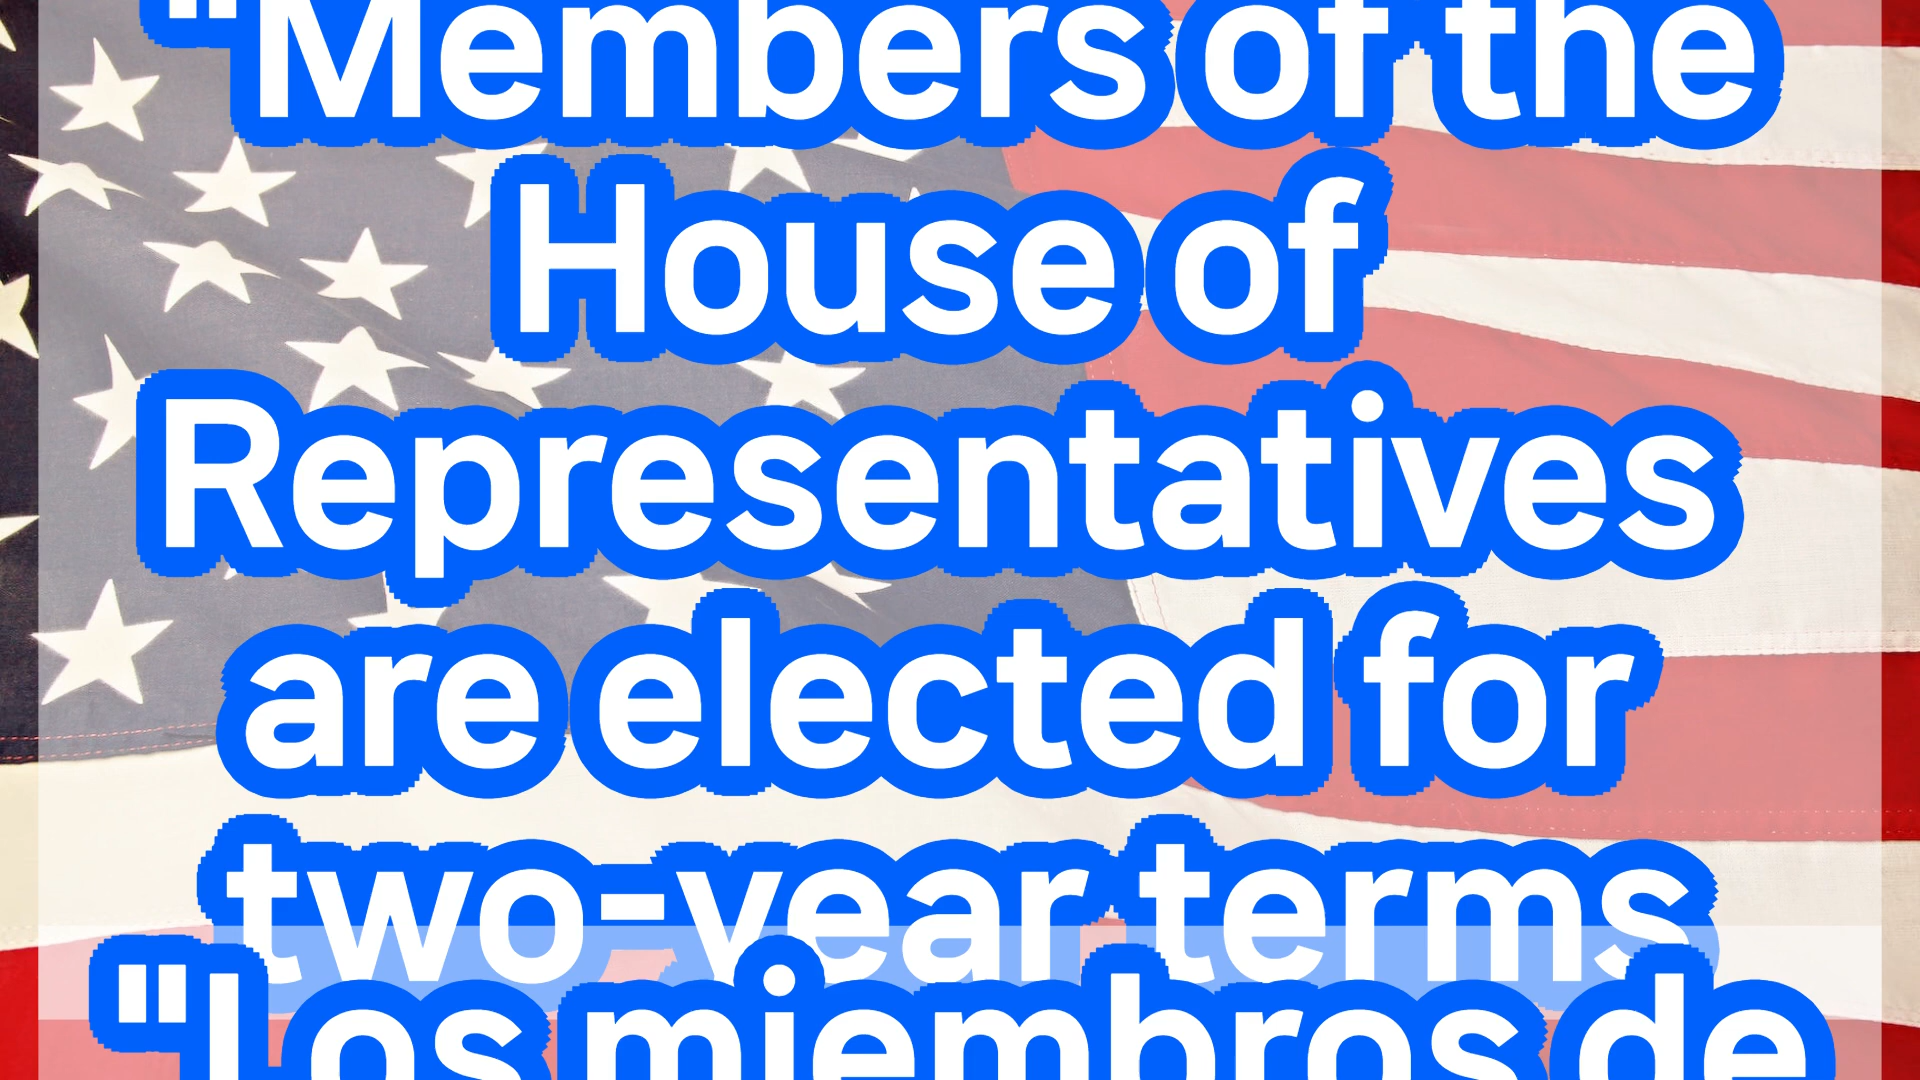 "Members of the
House of
Representatives
are elected for
two-year terms
"Los miembros de